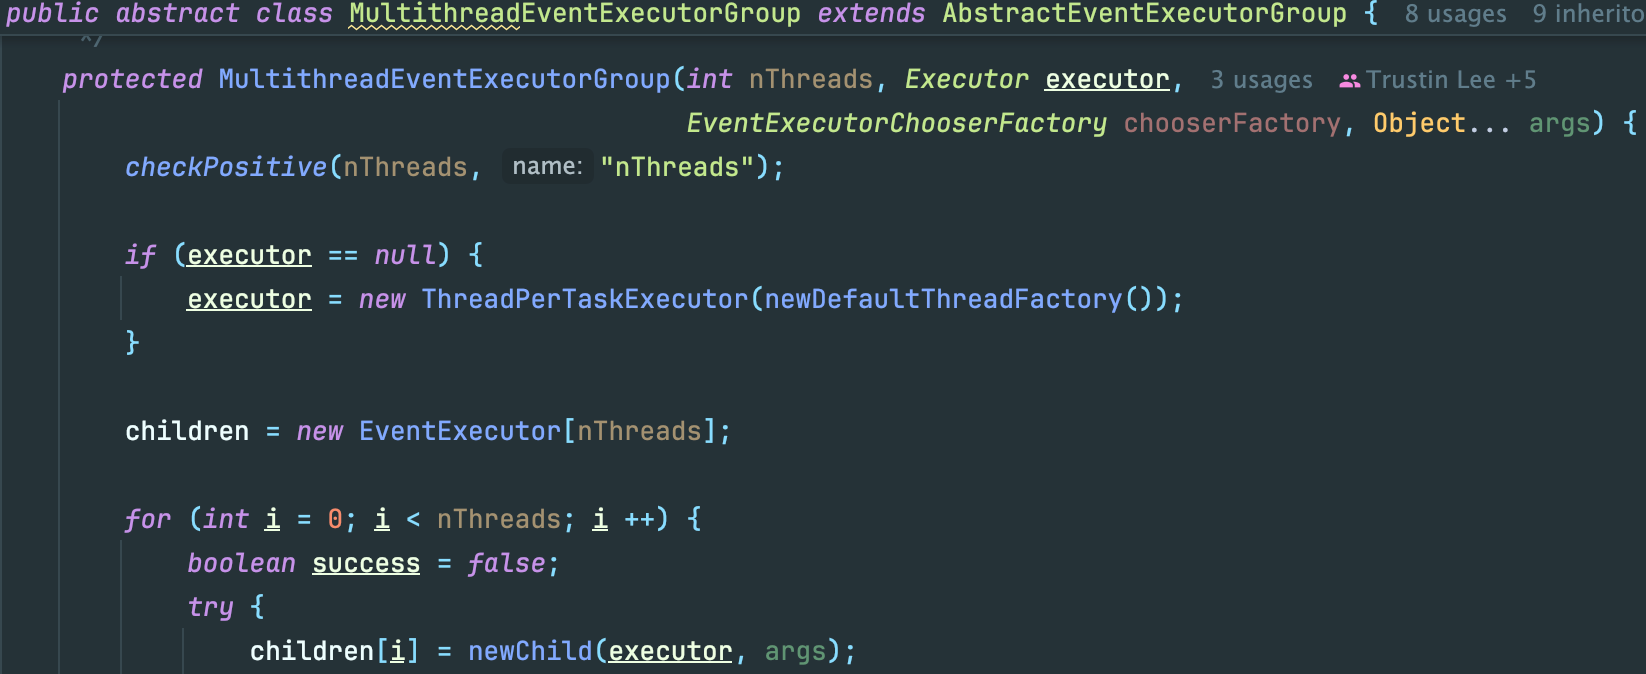 public abstract class MultithreadEventExecutorGroup extends AbstractEventExecutorGroup { 8 usages 9 inherito
*/
protected MultithreadEventExecutorGroup(int nThreads, Executor executor, 3 usages Trustin Lee +5
EventExecutorChooserFactory chooserFactory, Object... args) {
checkPositive(nThreads, name: "nThreads");
if (executor == null) {
executor = new ThreadPerTaskExecutor(newDefaultThreadFactory());
}
children = new EventExecutor[nThreads];
for (int i = 0; i < nThreads; i ++) {
boolean success = false;
try {
children[i] = newChild(executor, args);